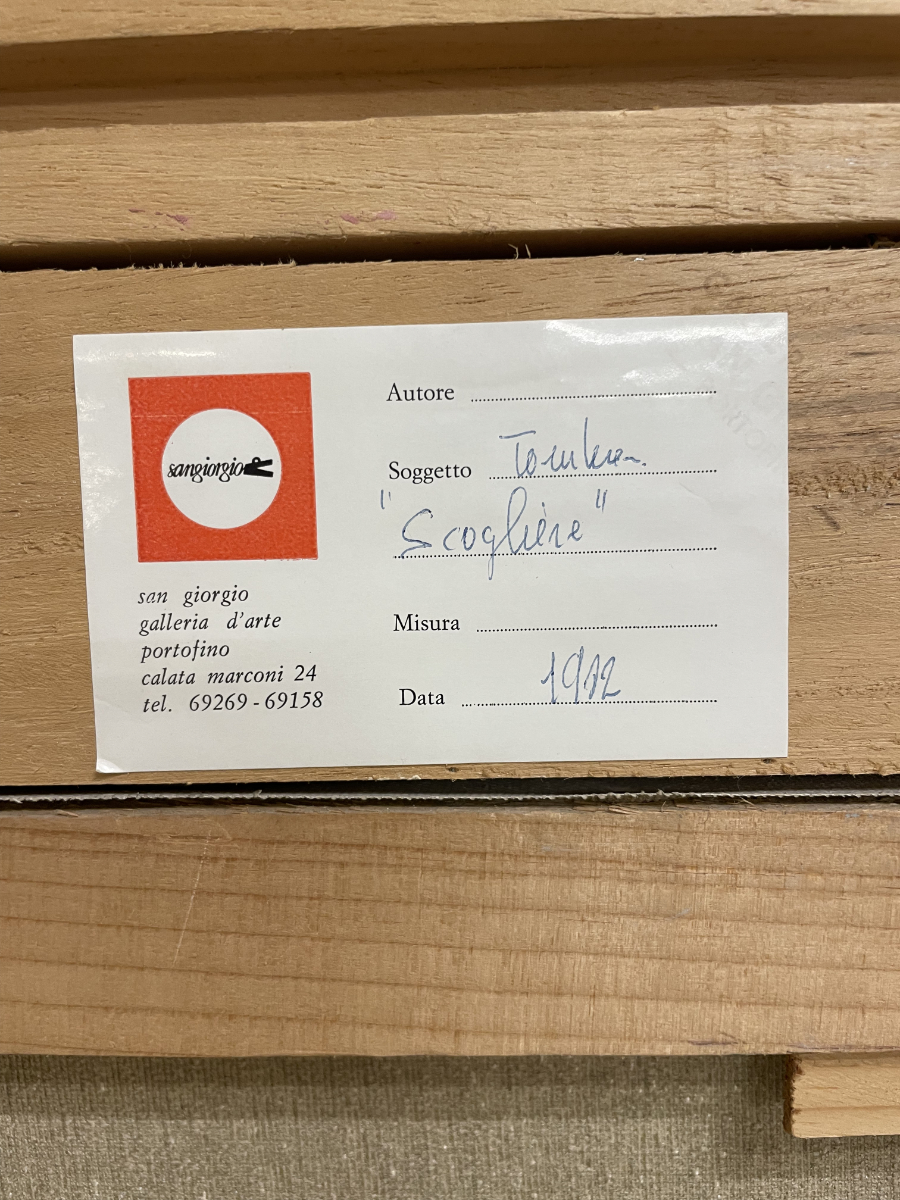 sangiorgio
san giorgio
galleria d'arte
portofino
calata marconi 24
tel. 69269-69158
Autore
Soggetto
"Scogliere"
Misura
Data